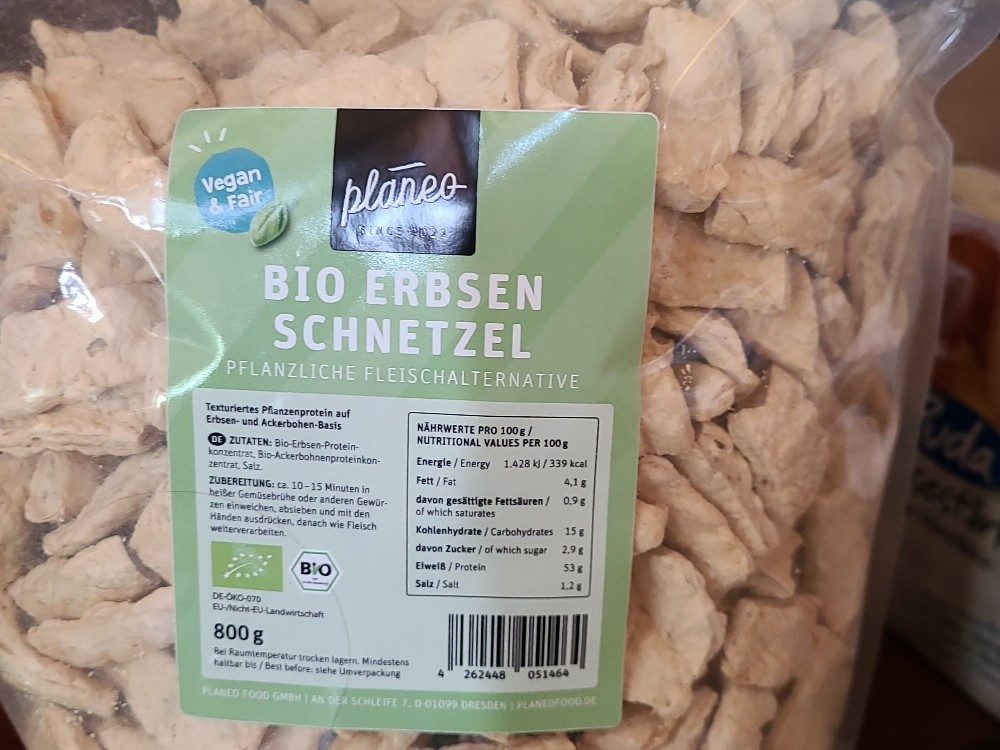 Vegan
& Fair
planeo
SINCE 2022
BIO ERBSEN
SCHNETZEL
PFLANZLICHE FLEISCHALTERNATIVE
Texturiertes Pflanzenprotein auf
Erbsen- und Ackerbohen-Basis
DE ZUTATEN: Bio-Erbsen-Protein-
konzentrat, Bio-Ackerbohnenproteinkon-
zentrat, Salz.
ZUBEREITUNG: ca. 10–15 Minuten in
heißer Gemüsebrühe oder anderen Gewür-
zen einweichen, absieben und mit den
Händen ausdrücken, danach wie Fleisch
weiterverarbeiten.
BIO
DE-ÖKO-070
EU-/Nicht-EU-Landwirtschaft
800 g
Bei Raumtemperatur trocken lagern. Mindestens
haltbar bis / Best before: siehe Umverpackung
NÄHRWERTE PRO 100 g /
NUTRITIONAL VALUES PER 100 g
Energie / Energy 1.428 kJ / 339 kcal
Fett / Fat 4,1 g
davon gesättigte Fettsäuren / 0,9 g
of which saturates
Kohlenhydrate / Carbohydrates 15 g
davon Zucker / of which sugar 2,9 g
Eiweiß / Protein 53 g
Salz / Salt 1,2 g
4 262448 051464
PLANEO FOOD GMBH | AN DER SCHLEIFE 7, D-01099 DRESDEN | PLANEOFOOD.DE